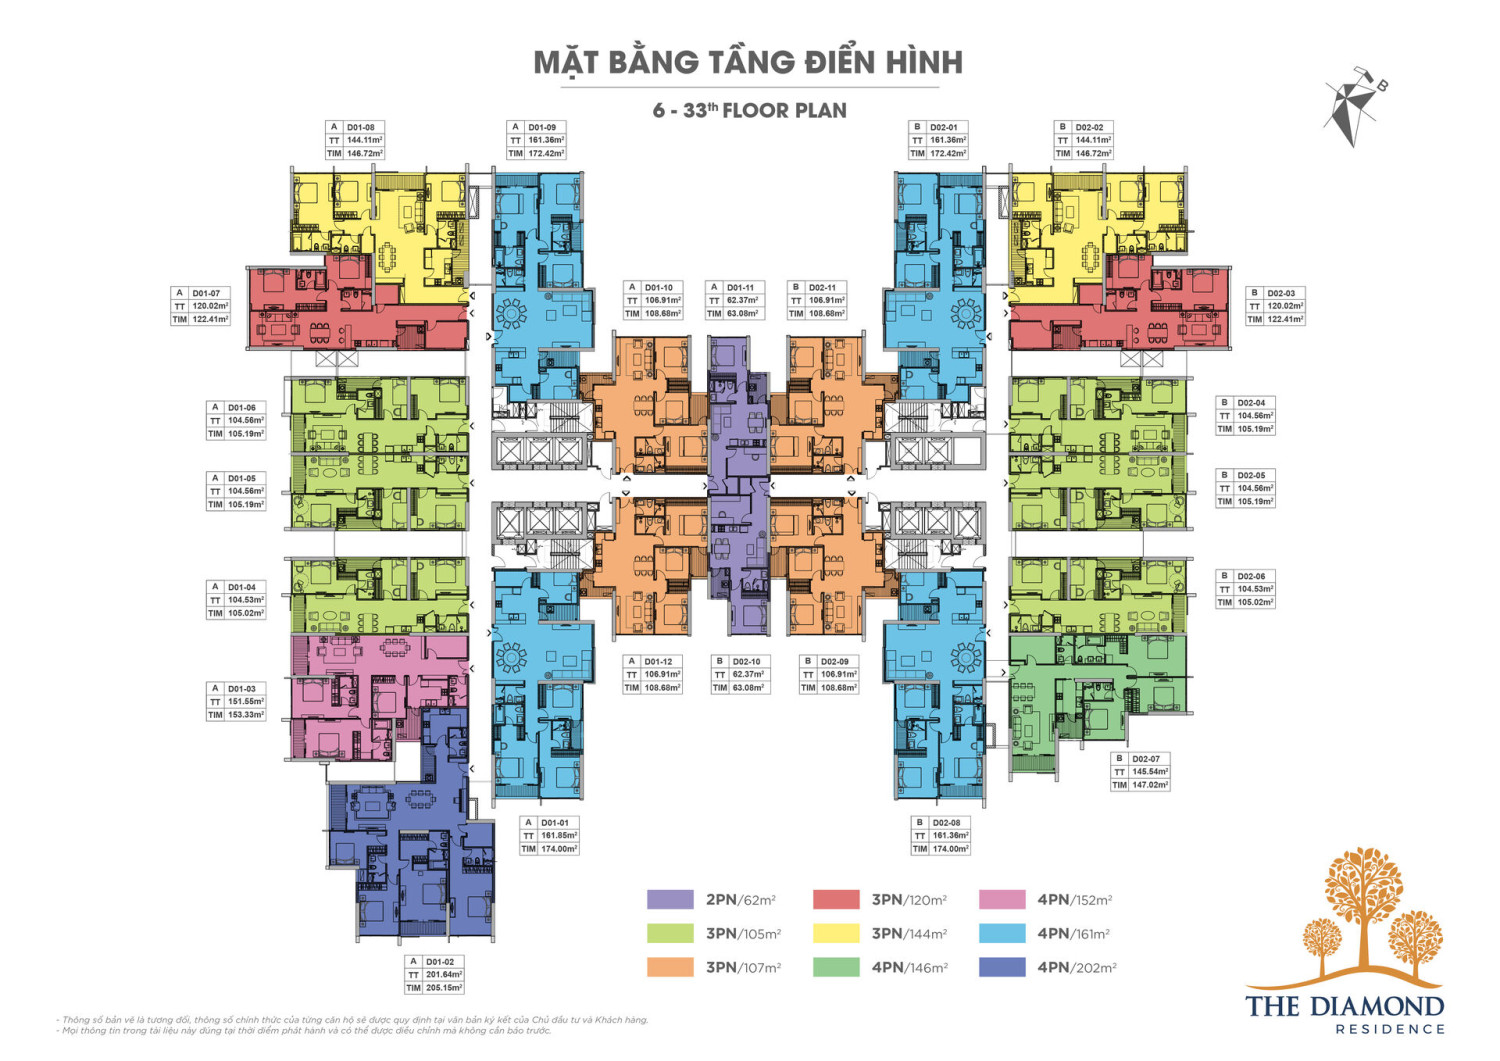 MẶT BẰNG TẦNG ĐIỂN HÌNH
6 - 33th FLOOR PLAN
B
A D01-08
TT 144.11m²
TIM 146.72m²
A D01-09
TT 161.36m²
TIM 172.42m²
B D02-01
TT 161.36m²
TIM 172.42m²
B D02-02
TT 144.11m²
TIM 146.72m²
A D01-07
TT 120.02m²
TIM 122.41m²
A D01-10
TT 106.91m²
TIM 108.68m²
A D01-11
TT 62.37m²
TIM 63.08m²
B D02-11
TT 106.91m²
TIM 108.68m²
B D02-03
TT 120.02m²
TIM 122.41m²
A D01-06
TT 104.56m²
TIM 105.19m²
B D02-04
TT 104.56m²
TIM 105.19m²
A D01-05
TT 104.56m²
TIM 105.19m²
B D02-05
TT 104.56m²
TIM 105.19m²
A D01-04
TT 104.53m²
TIM 105.02m²
B D02-06
TT 104.53m²
TIM 105.02m²
A D01-03
TT 151.55m²
TIM 153.33m²
A D01-12
TT 106.91m²
TIM 108.68m²
B D02-10
TT 62.37m²
TIM 63.08m²
B D02-09
TT 106.91m²
TIM 108.68m²
B D02-07
TT 145.54m²
TIM 147.02m²
A D01-01
TT 161.85m²
TIM 174.00m²
B D02-08
TT 161.36m²
TIM 174.00m²
A D01-02
TT 201.64m²
TIM 205.15m²
2PN/62m²
3PN/120m²
4PN/152m²
3PN/105m²
3PN/144m²
4PN/161m²
3PN/107m²
4PN/146m²
4PN/202m²
THE DIAMOND
RESIDENCE
- Thông số bản vẽ là tương đối, thông số chính thức của từng căn hộ sẽ được quy định tại văn bản ký kết của Chủ đầu tư và Khách hàng.
- Mọi thông tin trong tài liệu này đúng tại thời điểm phát hành và có thể được điều chỉnh mà không cần báo trước.